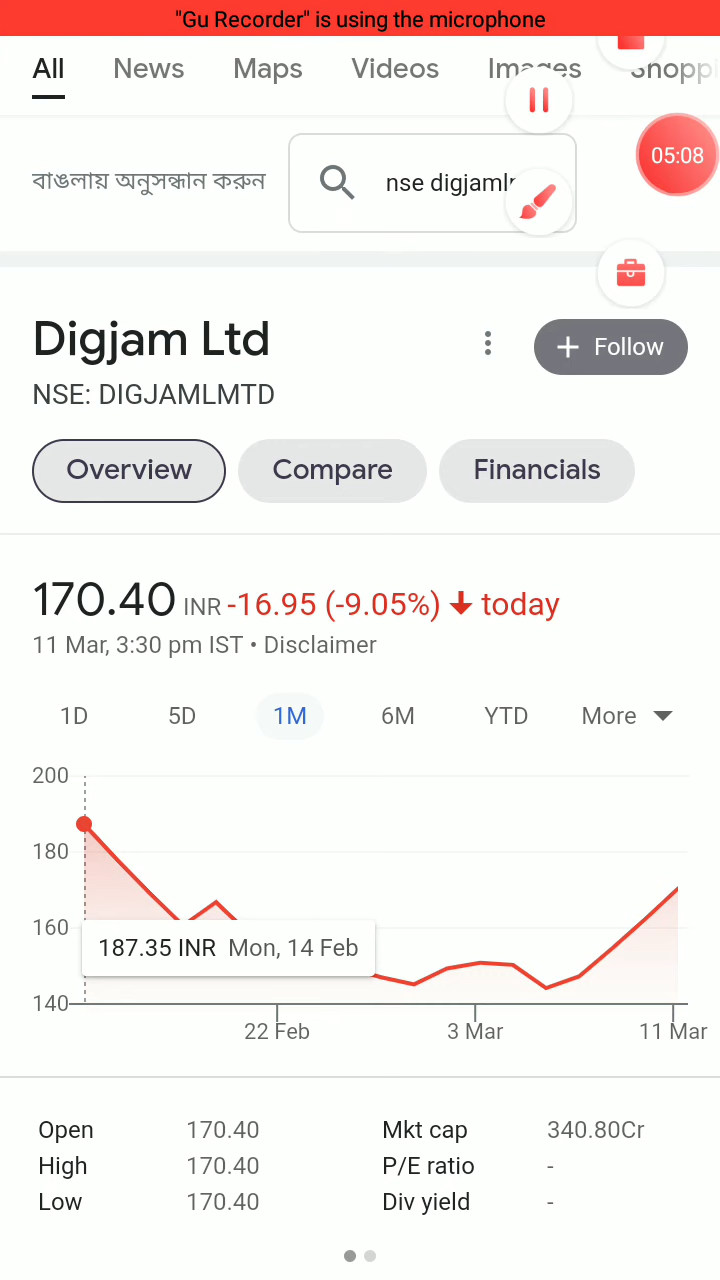 "Gu Recorder" is using the microphone
All News Maps Videos Images Shoppi
05:08
বাঙলায় অনুসন্ধান করুন
nse digjaml
Digjam Ltd
+ Follow
NSE: DIGJAMLMTD
Overview Compare Financials
170.40 INR -16.95 (-9.05%) ↓ today
11 Mar, 3:30 pm IST • Disclaimer
1D 5D 1M 6M YTD More
200
180
160
187.35 INR Mon, 14 Feb
140
22 Feb 3 Mar 11 Mar
Open 170.40 Mkt cap 340.80Cr
High 170.40 P/E ratio -
Low 170.40 Div yield -